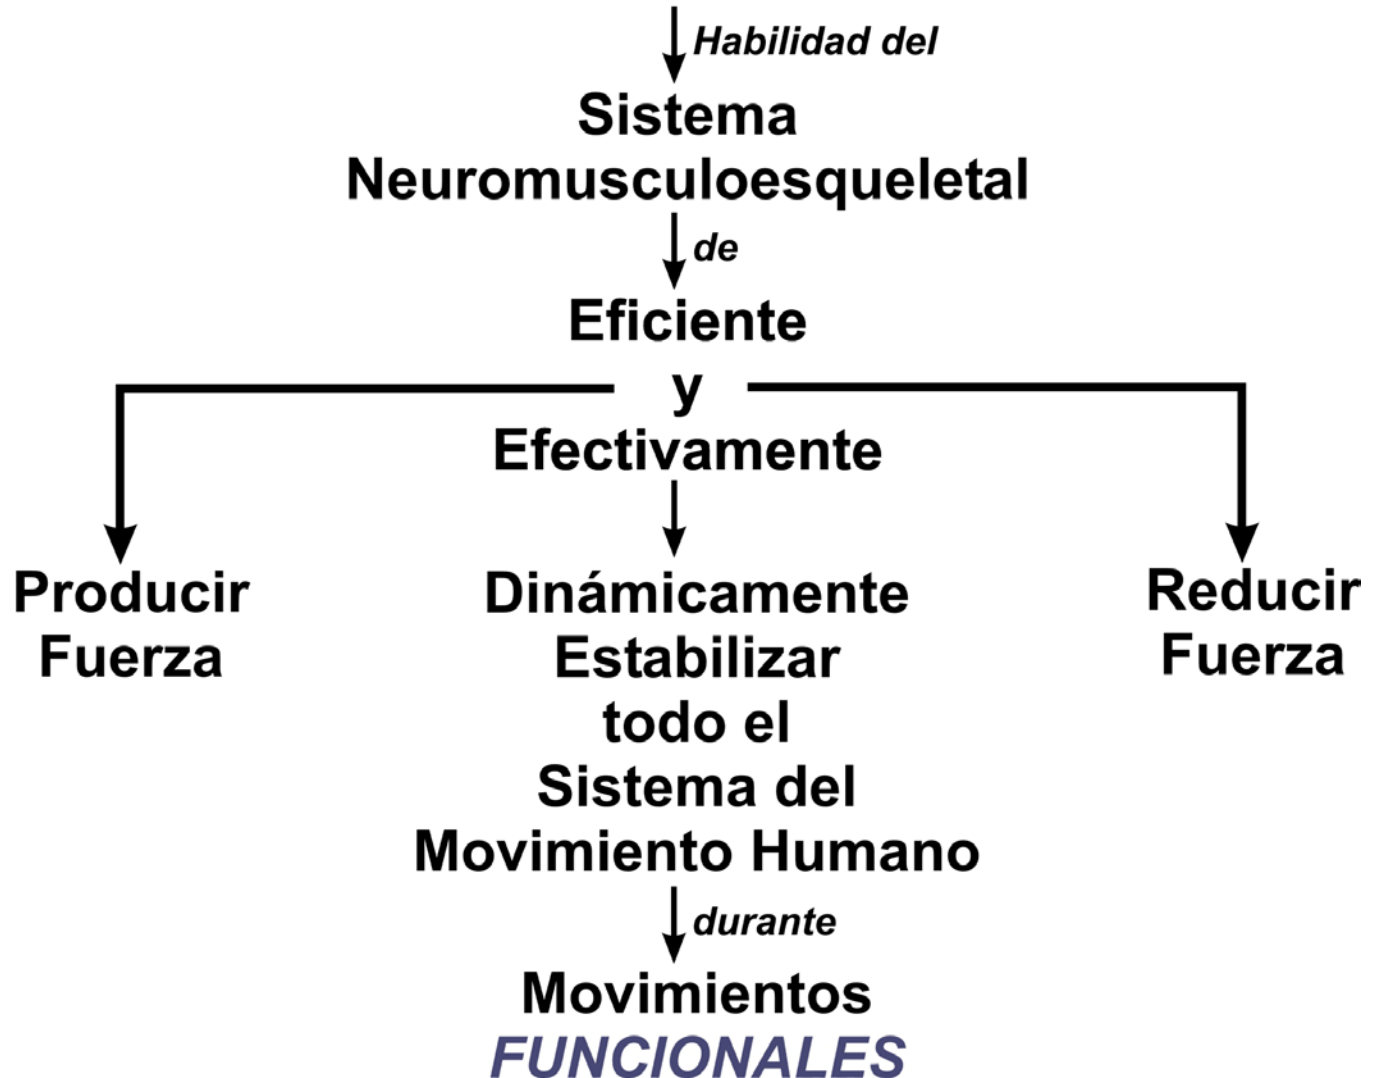 Habilidad del
Sistema
Neuromusculoesqueletal
de
Eficiente
y
Efectivamente
Producir
Fuerza
Dinámicamente
Estabilizar
todo el
Sistema del
Movimiento Humano
Reducir
Fuerza
durante
Movimientos
FUNCIONALES